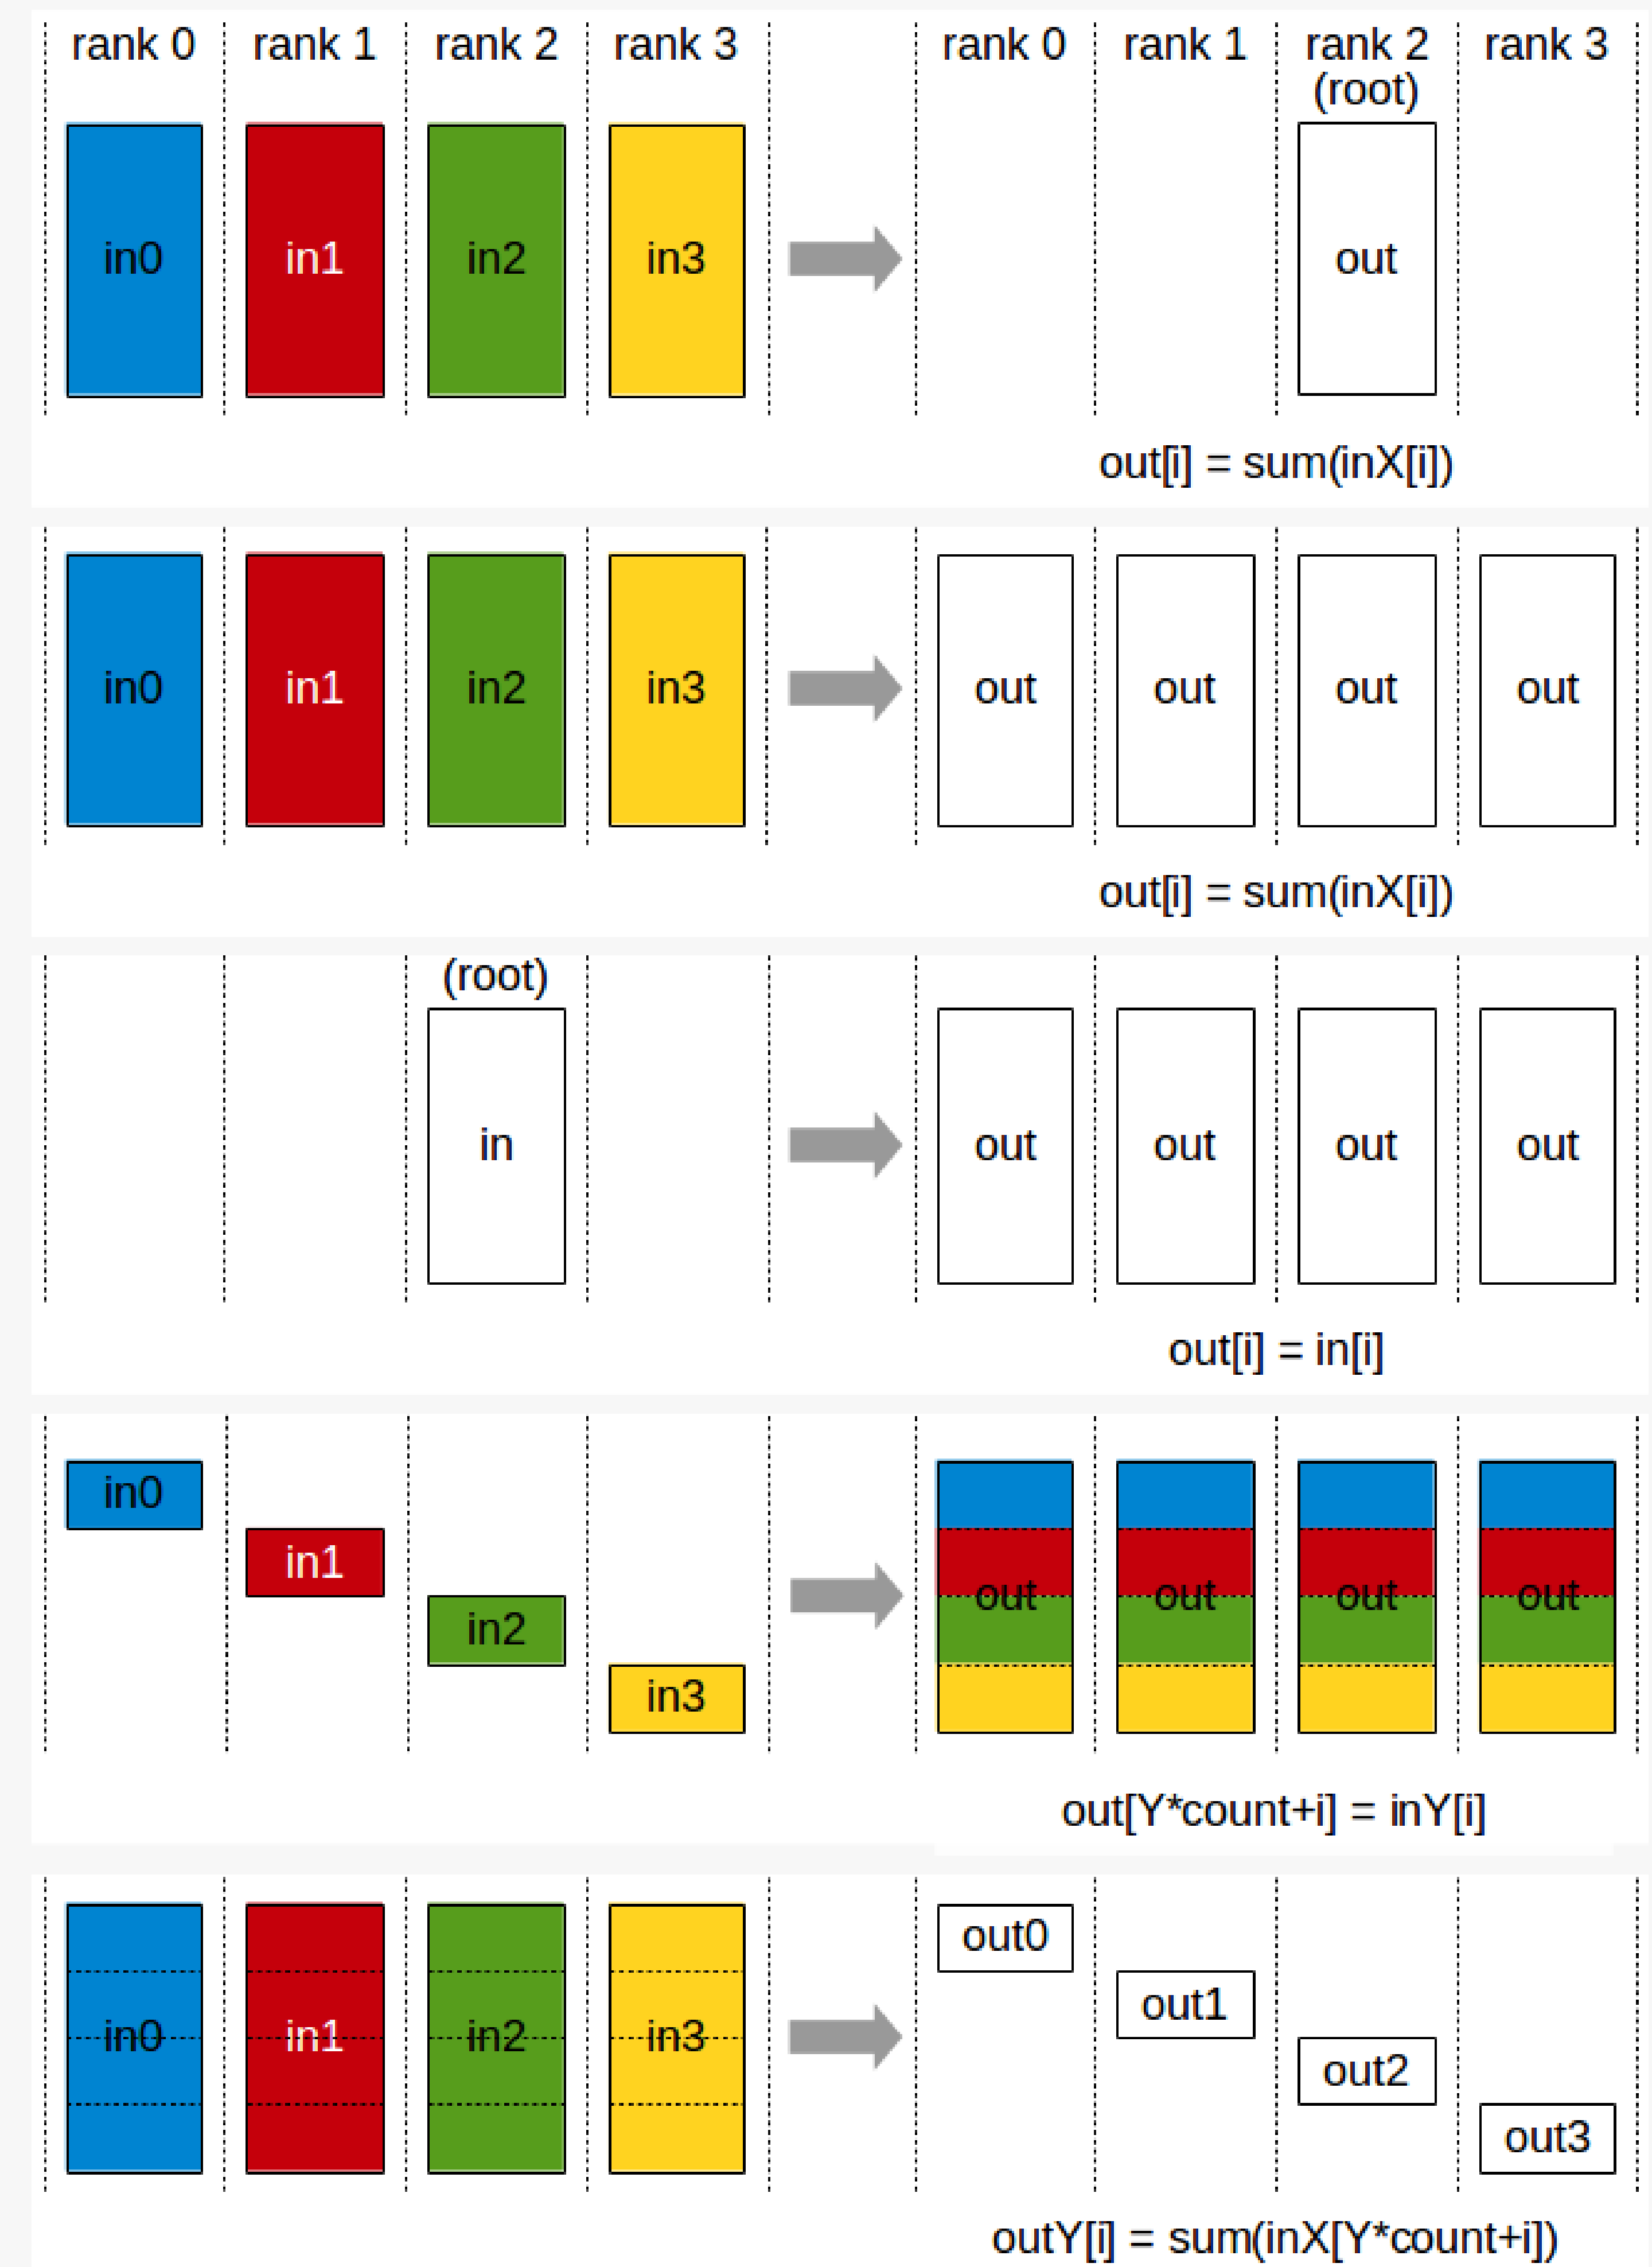 rank 0 rank 1 rank 2 rank 3 rank 0 rank 1 rank 2 rank 3
(root)
in0 in1 in2 in3 out
out[i] = sum(inX[i])
in0 in1 in2 in3 out out out out
out[i] = sum(inX[i])
(root)
in out out out out
out[i] = in[i]
in0
in1
in2
in3
out out out out
out[Y*count+i] = inY[i]
in0 in1 in2 in3
out0
out1
out2
out3
outY[i] = sum(inX[Y*count+i])